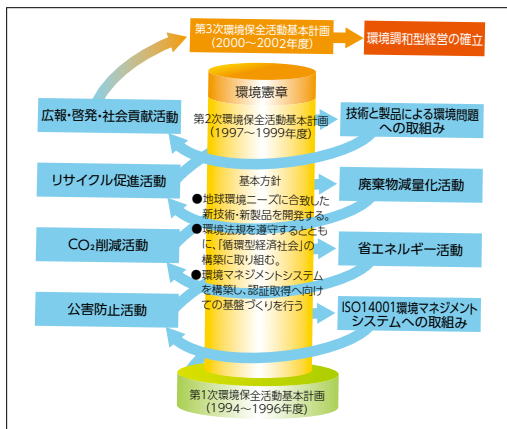 第3次環境保全活動基本計画
(2000～2002年度)
環境調和型経営の確立
環境憲章
第2次環境保全活動基本計画
(1997～1999年度)
広報・啓発・社会貢献活動
技術と製品による環境問題
への取組み
リサイクル促進活動
廃棄物減量化活動
CO₂削減活動
省エネルギー活動
公害防止活動
ISO14001環境マネジメント
システムへの取組み
基本方針
●地球環境ニーズに合致した
新技術・新製品を開発する。
●環境法規を遵守するととも
に、「循環型経済社会」の
構築に取り組む。
●環境マネジメントシステム
を構築し、認証取得へ向け
ての基盤づくりを行う
第1次環境保全活動基本計画
(1994～1996年度)